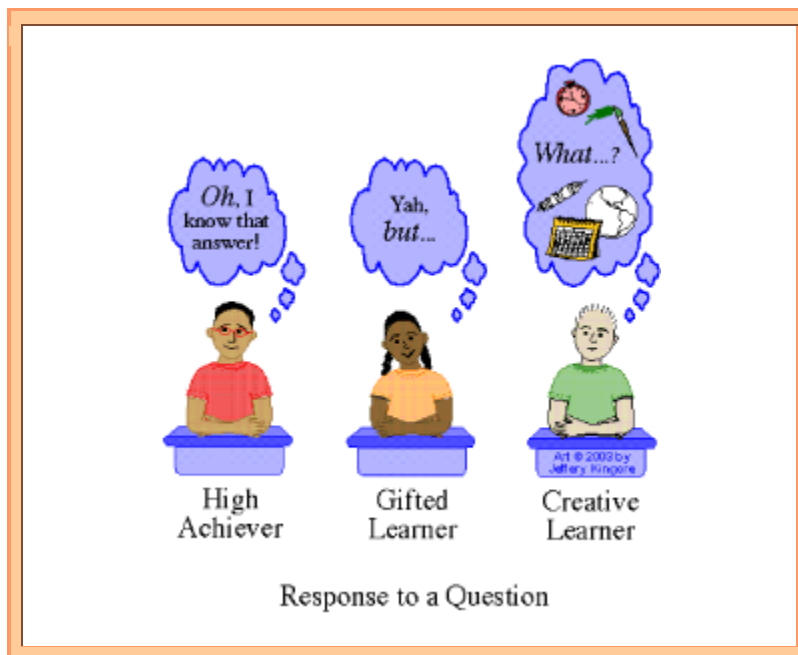 Oh, I
know that
answer!
Yah,
but...
What...?
Art © 2003 by
Jeffery Kingore
High
Achiever
Gifted
Learner
Creative
Learner
Response to a Question